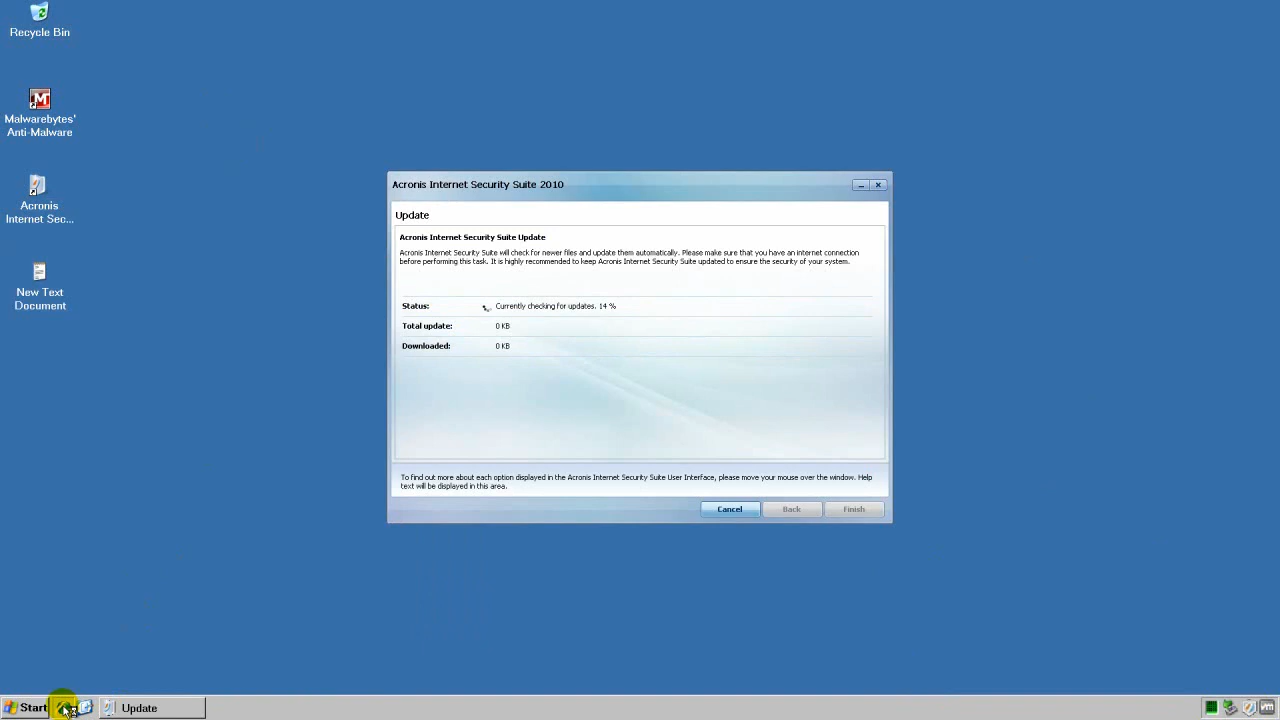 Recycle Bin
Malwarebytes'
Anti-Malware
Acronis
Internet Sec...
New Text
Document
Acronis Internet Security Suite 2010
Update
Acronis Internet Security Suite Update
Acronis Internet Security Suite will check for newer files and update them automatically. Please make sure that you have an internet connection
before performing this task. It is highly recommended to keep Acronis Internet Security Suite updated to ensure the security of your system.
Status: Currently checking for updates. 14 %
Total update: 0 KB
Downloaded: 0 KB
To find out more about each option displayed in the Acronis Internet Security Suite User Interface, please move your mouse over the window. Help
text will be displayed in this area.
Cancel Back Finish
Start Update